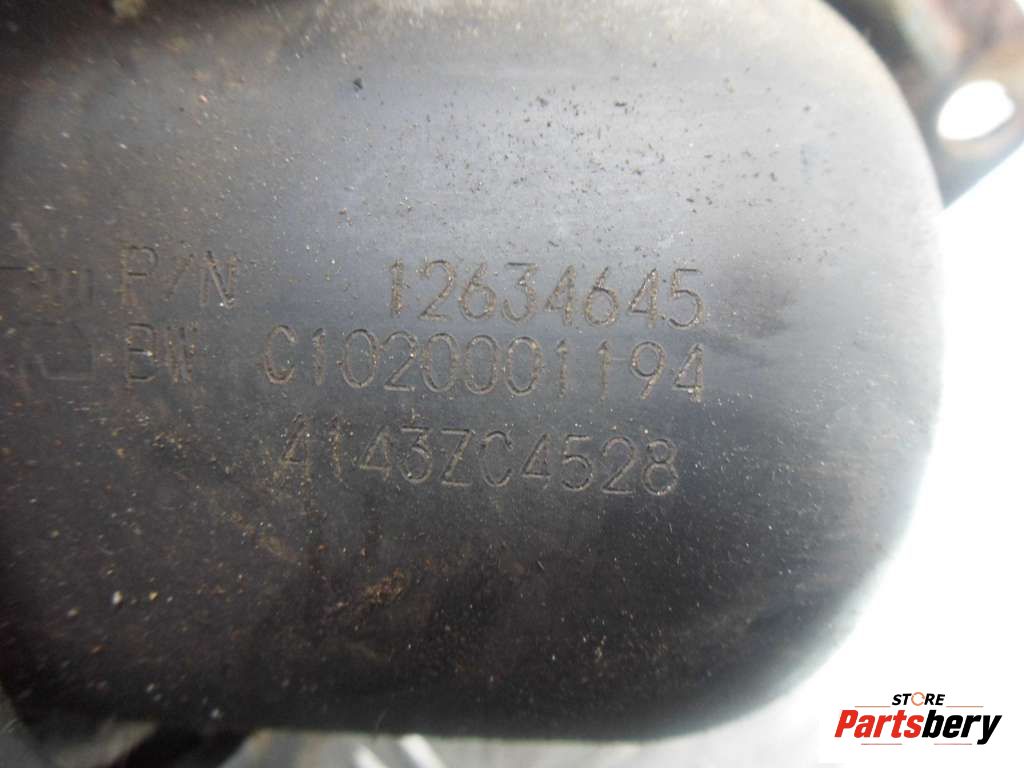 P/N 12634645
BW C1020001194
4143ZC4528
STORE
Partsbery